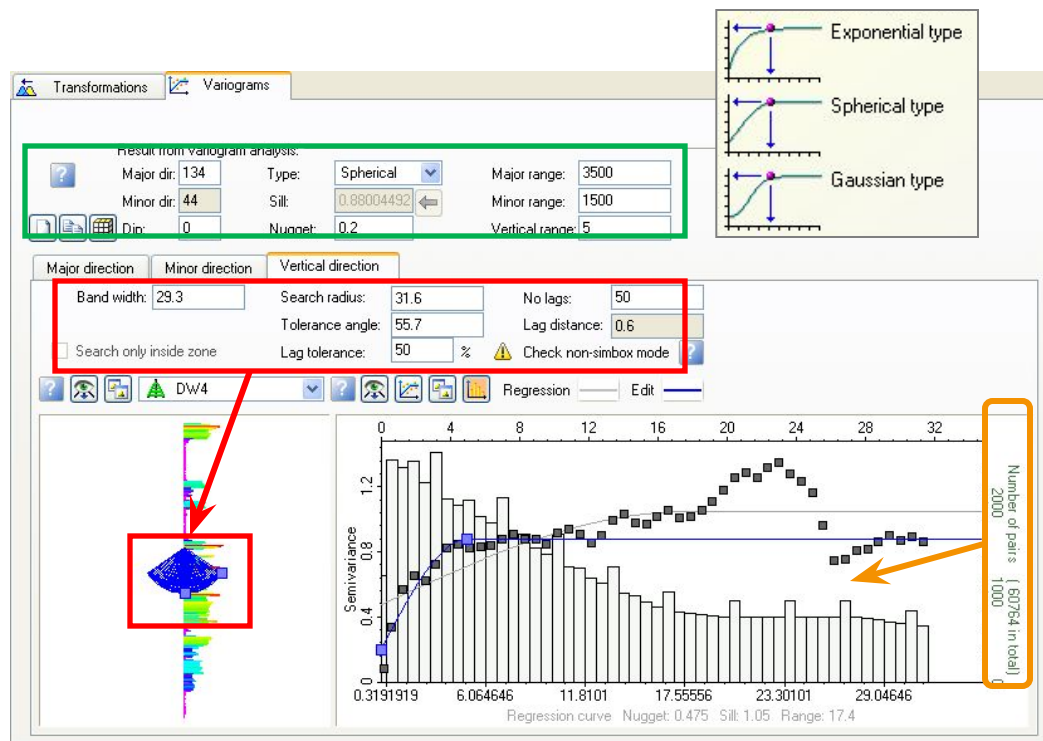 Exponential type
Spherical type
Gaussian type
Transformations Variograms
Result from variogram analysis:
Major dir: 134 Type: Spherical Major range: 3500
Minor dir: 44 Sill: 0.88004492 Minor range: 1500
Dip: 0 Nugget: 0.2 Vertical range: 5
Major direction Minor direction Vertical direction
Band width: 29.3 Search radius: 31.6 No lags: 50
Tolerance angle: 55.7 Lag distance: 0.6
Search only inside zone Lag tolerance: 50 % Check non-simbox mode ?
? DW4 ? Regression Edit
0 4 8 12 16 20 24 28 32
Semivariance
0 0.4 0.8 1.2
Number of pairs (60764 in total)
0 1000 2000
0.3191919 6.064646 11.8101 17.55556 23.30101 29.04646
Regression curve Nugget: 0.475 Sill: 1.05 Range: 17.4